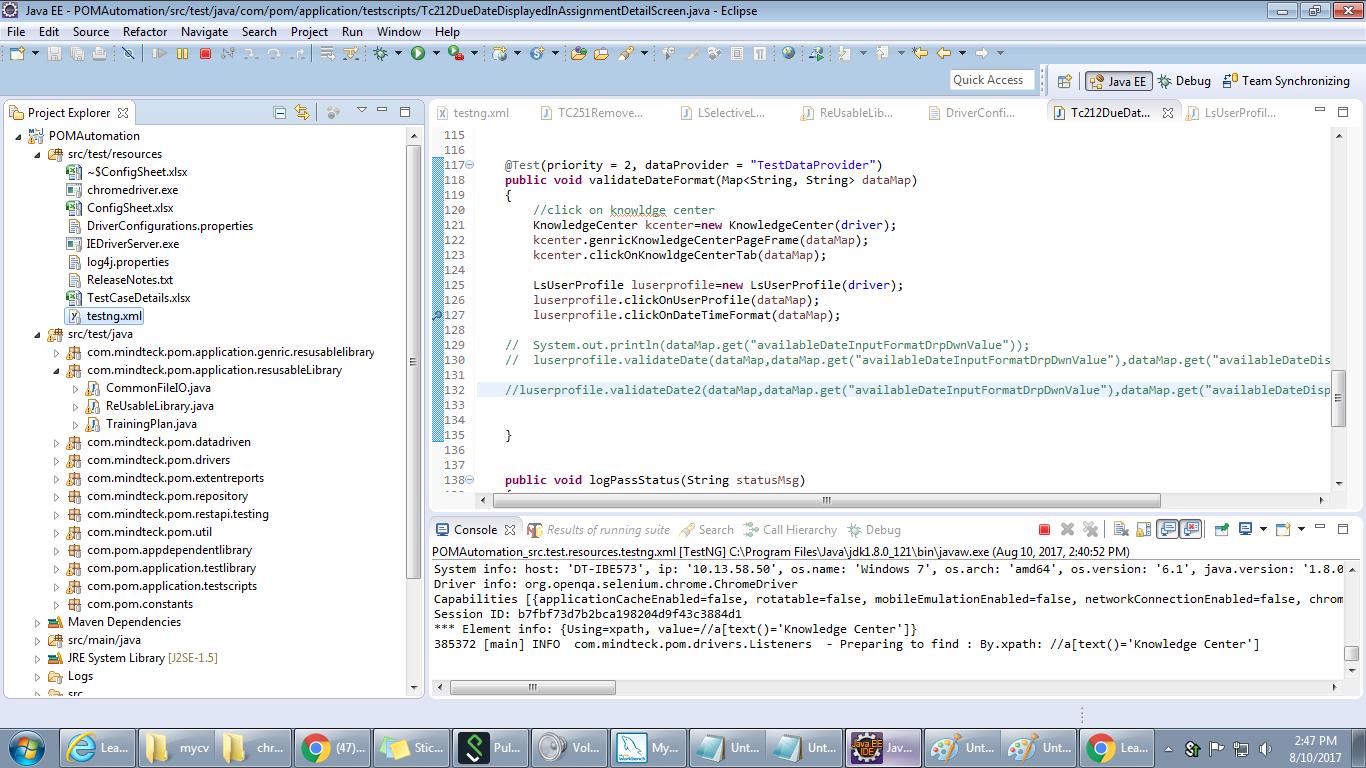 Java EE - POMAutomation/src/test/java/com/pom/application/testscripts/Tc212DueDateDisplayedInAssignmentDetailScreen.java - Eclipse
File Edit Source Refactor Navigate Search Project Run Window Help
Quick Access
Java EE
Debug
Team Synchronizing
Project Explorer
POMAutomation
src/test/resources
~$ConfigSheet.xlsx
chromedriver.exe
ConfigSheet.xlsx
DriverConfigurations.properties
IEDriverServer.exe
log4j.properties
ReleaseNotes.txt
TestCaseDetails.xlsx
testng.xml
src/test/java
com.mindteck.pom.application.genric.resusablelibrary
com.mindteck.pom.application.resusableLibrary
CommonFileIO.java
ReUsableLibrary.java
TrainingPlan.java
com.mindteck.pom.datadriven
com.mindteck.pom.drivers
com.mindteck.pom.extentreports
com.mindteck.pom.repository
com.mindteck.pom.restapi.testing
com.mindteck.pom.util
com.pom.appdependentlibrary
com.pom.application.testlibrary
com.pom.application.testscripts
com.pom.constants
Maven Dependencies
src/main/java
JRE System Library [J2SE-1.5]
Logs
src
testng.xml TC251Remove... LSelectiveL... ReUsableLib... DriverConfi... Tc212DueDat... LsUserProfil...
115
116
117 @Test(priority = 2, dataProvider = "TestDataProvider")
118 public void validateDateFormat(Map<String, String> dataMap)
119 {
120 //click on knowldge center
121 KnowledgeCenter kcenter=new KnowledgeCenter(driver);
122 kcenter.genricKnowledgeCenterPageFrame(dataMap);
123 kcenter.clickOnKnowldgeCenterTab(dataMap);
124
125 LsUserProfile luserprofile=new LsUserProfile(driver);
126 luserprofile.clickOnUserProfile(dataMap);
127 luserprofile.clickOnDateTimeFormat(dataMap);
128
129 // System.out.println(dataMap.get("availableDateInputFormatDrpDwnValue"));
130 // luserprofile.validateDate(dataMap,dataMap.get("availableDateInputFormatDrpDwnValue"),dataMap.get("availableDateDis
131
132 //luserprofile.validateDate2(dataMap,dataMap.get("availableDateInputFormatDrpDwnValue"),dataMap.get("availableDateDisp
133
134
135 }
136
137
138 public void logPassStatus(String statusMsg)
Console Results of running suite Search Call Hierarchy Debug
POMAutomation_src.test.resources.testng.xml [TestNG] C:\Program Files\Java\jdk1.8.0_121\bin\javaw.exe (Aug 10, 2017, 2:40:52 PM)
System info: host: 'DT-IBE573', ip: '10.13.58.50', os.name: 'Windows 7', os.arch: 'amd64', os.version: '6.1', java.version: '1.8.0
Driver info: org.openqa.selenium.chrome.ChromeDriver
Capabilities [{applicationCacheEnabled=false, rotatable=false, mobileEmulationEnabled=false, networkConnectionEnabled=false, chrom
Session ID: b7fbf73d7b2bca198204d9f43c3884d1
*** Element info: {Using=xpath, value=//a[text()='Knowledge Center']}
385372 [main] INFO com.mindteck.pom.drivers.Listeners - Preparing to find : By.xpath: //a[text()='Knowledge Center']
Lea... mycv chr... (47)... Stic... Pul... Vol... My... Unt... Unt... Jav... Unt... Unt... Lea...
2:47 PM
8/10/2017